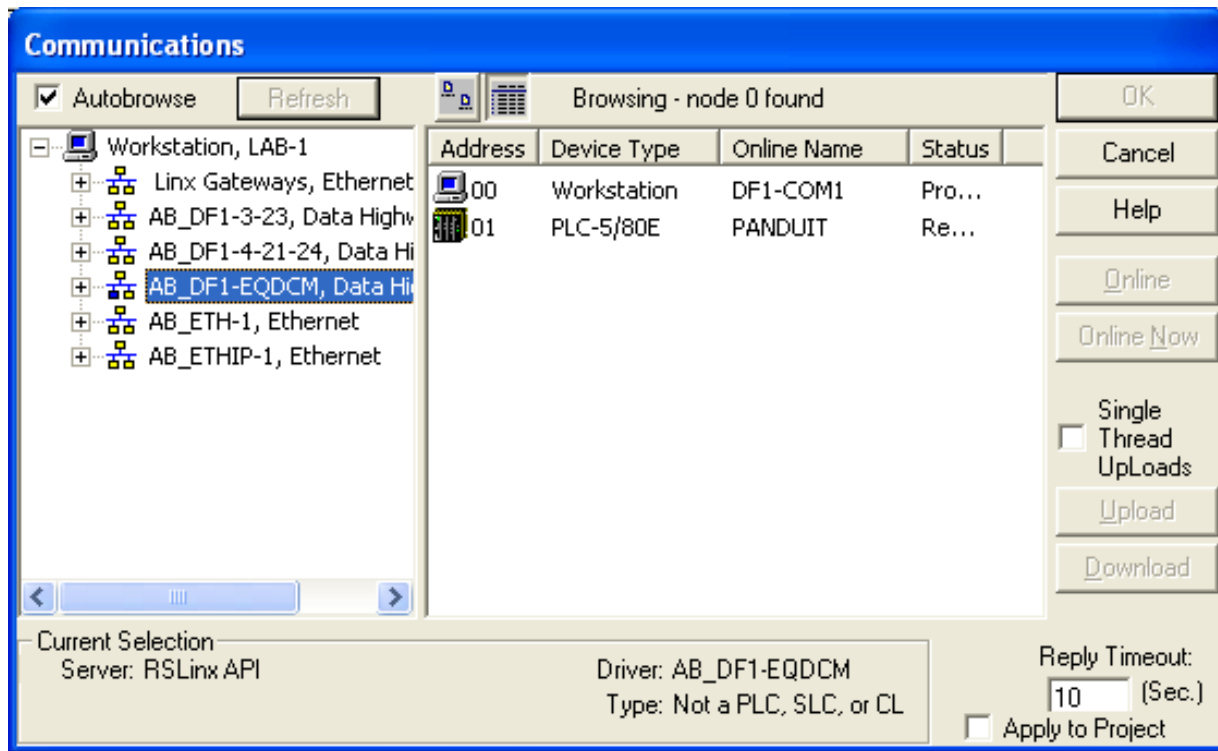 Communications
Autobrowse Refresh Browsing - node 0 found OK
Workstation, LAB-1
Linx Gateways, Ethernet
AB_DF1-3-23, Data Highw
AB_DF1-4-21-24, Data Hi
AB_DF1-EQDCM, Data Hi
AB_ETH-1, Ethernet
AB_ETHIP-1, Ethernet
Address Device Type Online Name Status
00 Workstation DF1-COM1 Pro...
01 PLC-5/80E PANDUIT Re...
Cancel
Help
Online
Online Now
Single
Thread
UpLoads
Upload
Download
Current Selection
Server: RSLinx API
Driver: AB_DF1-EQDCM
Type: Not a PLC, SLC, or CL
Reply Timeout:
10 (Sec.)
Apply to Project